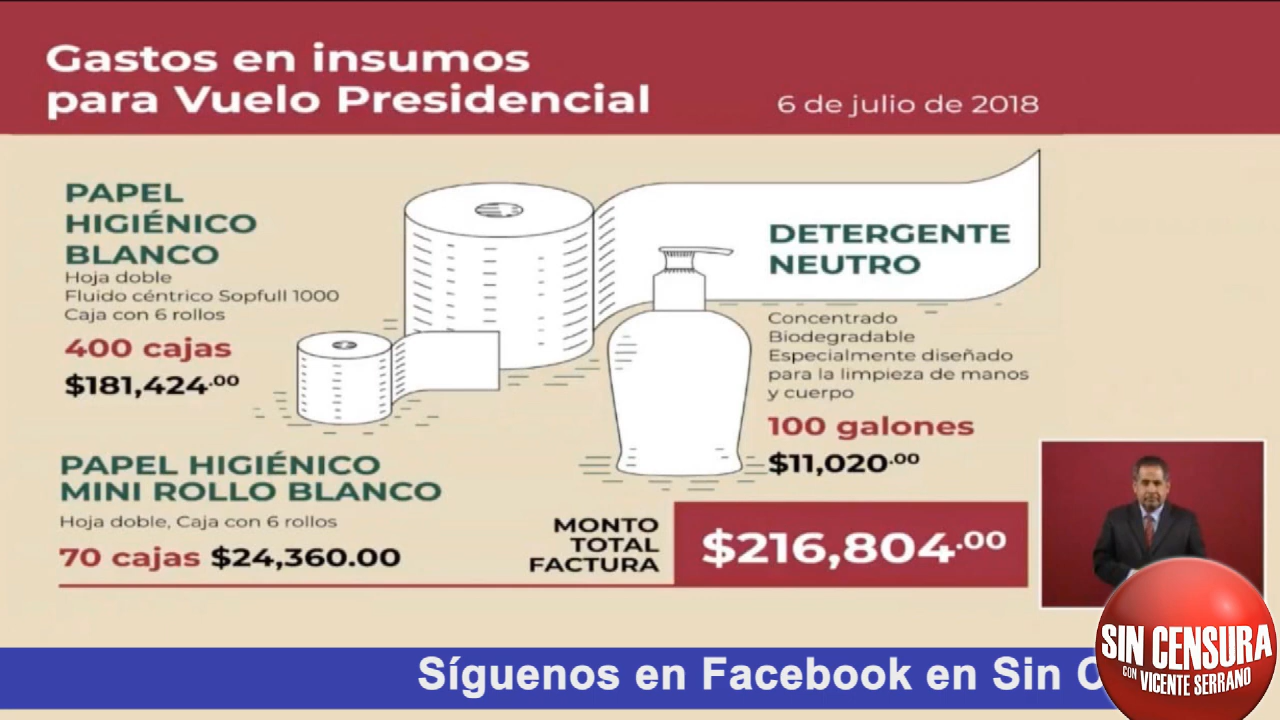 Gastos en insumos
para Vuelo Presidencial
6 de julio de 2018
PAPEL
HIGIÉNICO
BLANCO
Hoja doble
Fluido céntrico Sopfull 1000
Caja con 6 rollos
400 cajas
$181,424.00
DETERGENTE
NEUTRO
Concentrado
Biodegradable
Especialmente diseñado
para la limpieza de manos
y cuerpo
100 galones
$11,020.00
PAPEL HIGIÉNICO
MINI ROLLO BLANCO
Hoja doble, Caja con 6 rollos
70 cajas $24,360.00
MONTO
TOTAL
FACTURA
$216,804.00
Síguenos en Facebook en Sin C
SIN CENSURA
CON
VICENTE SERRANO